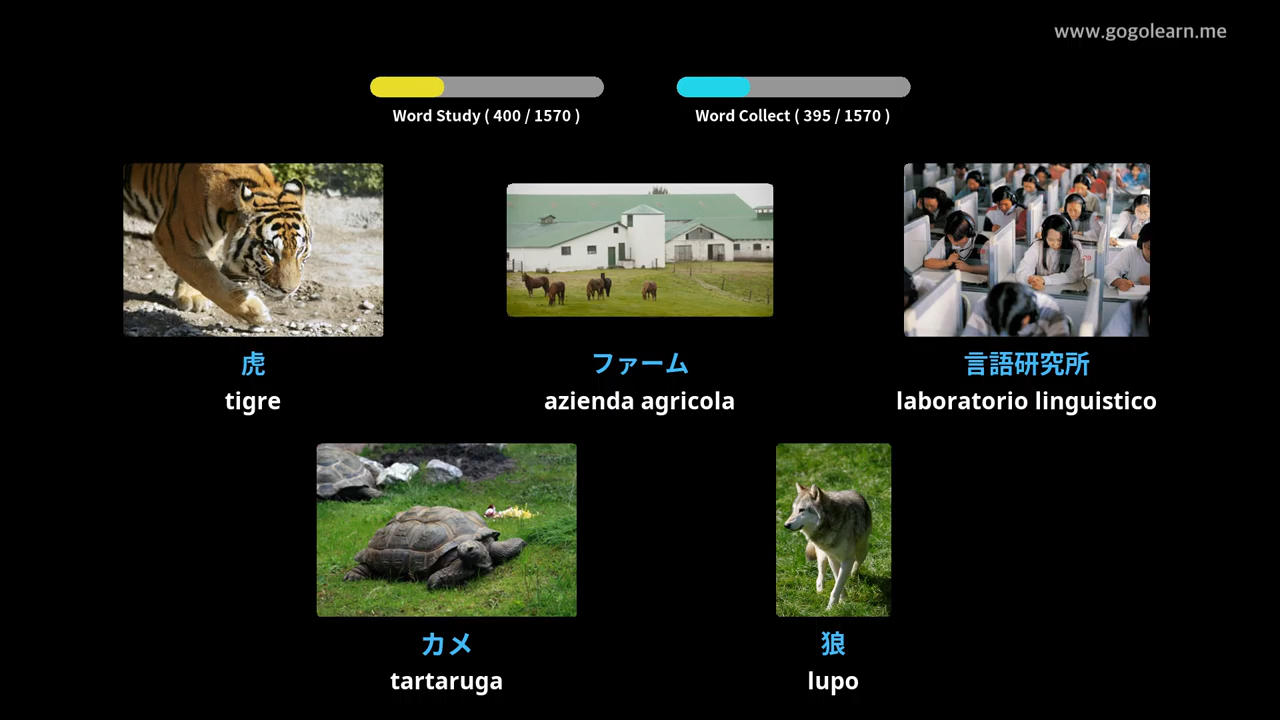 www.gogolearn.me
Word Study ( 400 / 1570 )
Word Collect ( 395 / 1570 )
虎
tigre
ファーム
azienda agricola
言語研究所
laboratorio linguistico
カメ
tartaruga
狼
lupo